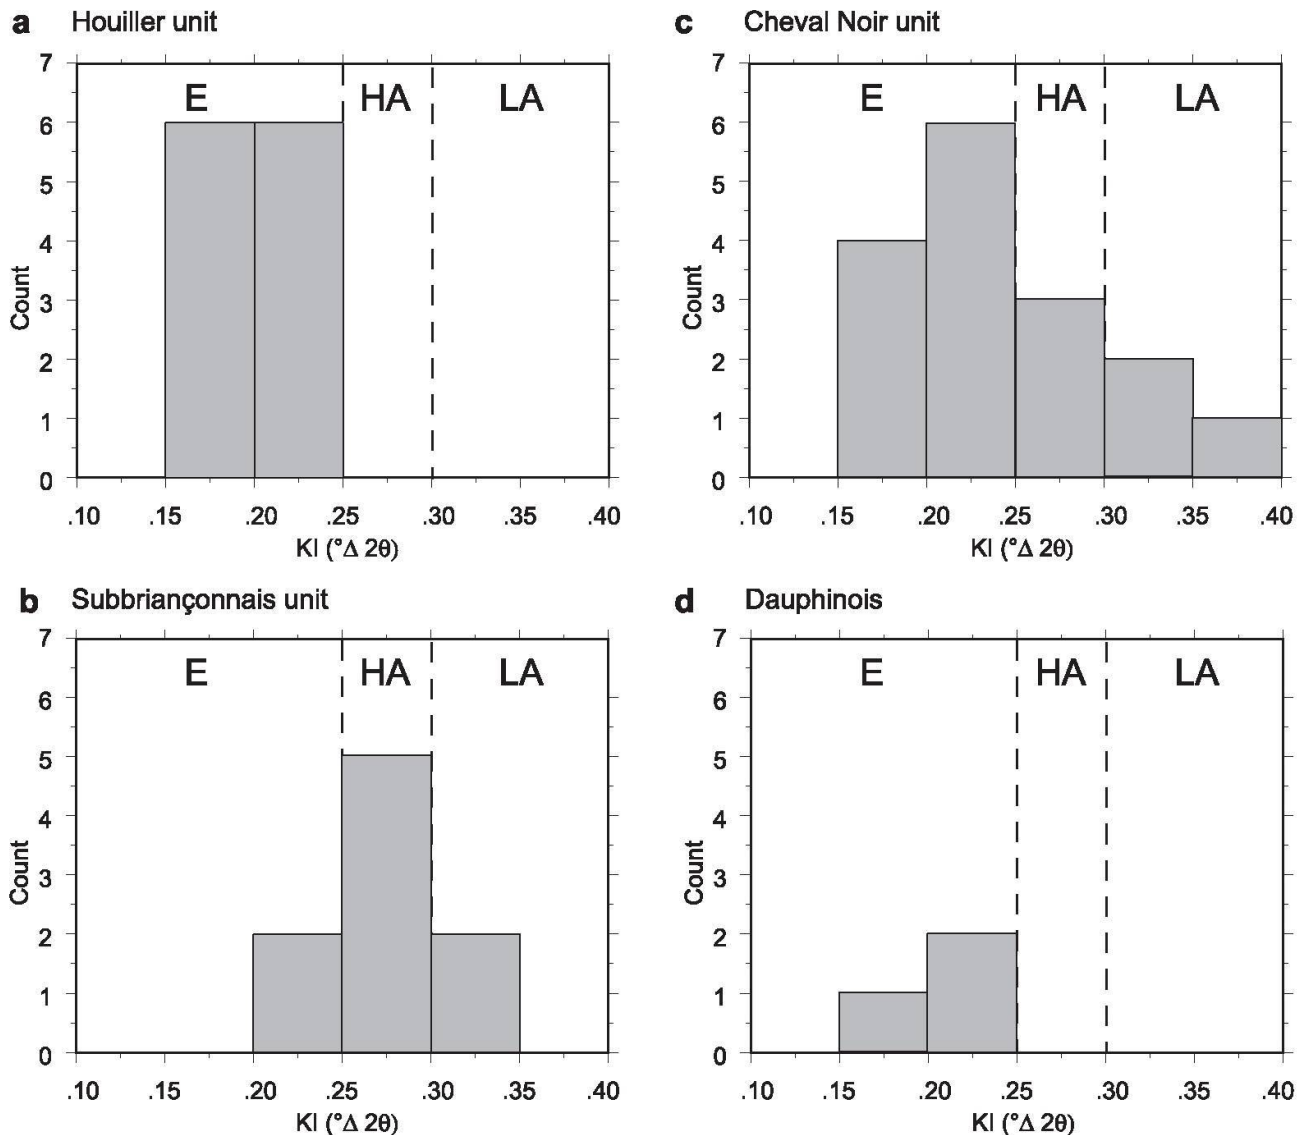 a Houiller unit
7
6
5
4
3
2
1
0
Count
E HA LA
.10 .15 .20 .25 .30 .35 .40
KI (°Δ 2θ)
c Cheval Noir unit
7
6
5
4
3
2
1
0
Count
E HA LA
.10 .15 .20 .25 .30 .35 .40
KI (°Δ 2θ)
b Subbriançonnais unit
7
6
5
4
3
2
1
0
Count
E HA LA
.10 .15 .20 .25 .30 .35 .40
KI (°Δ 2θ)
d Dauphinois
7
6
5
4
3
2
1
0
Count
E HA LA
.10 .15 .20 .25 .30 .35 .40
KI (°Δ 2θ)